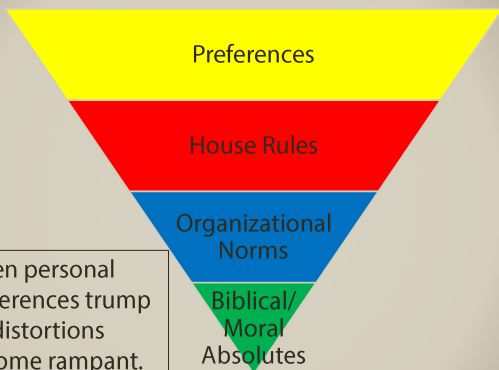 Preferences
House Rules
Organizational
Norms
Biblical/
Moral
Absolutes
personal
trump
distortions
rampant.